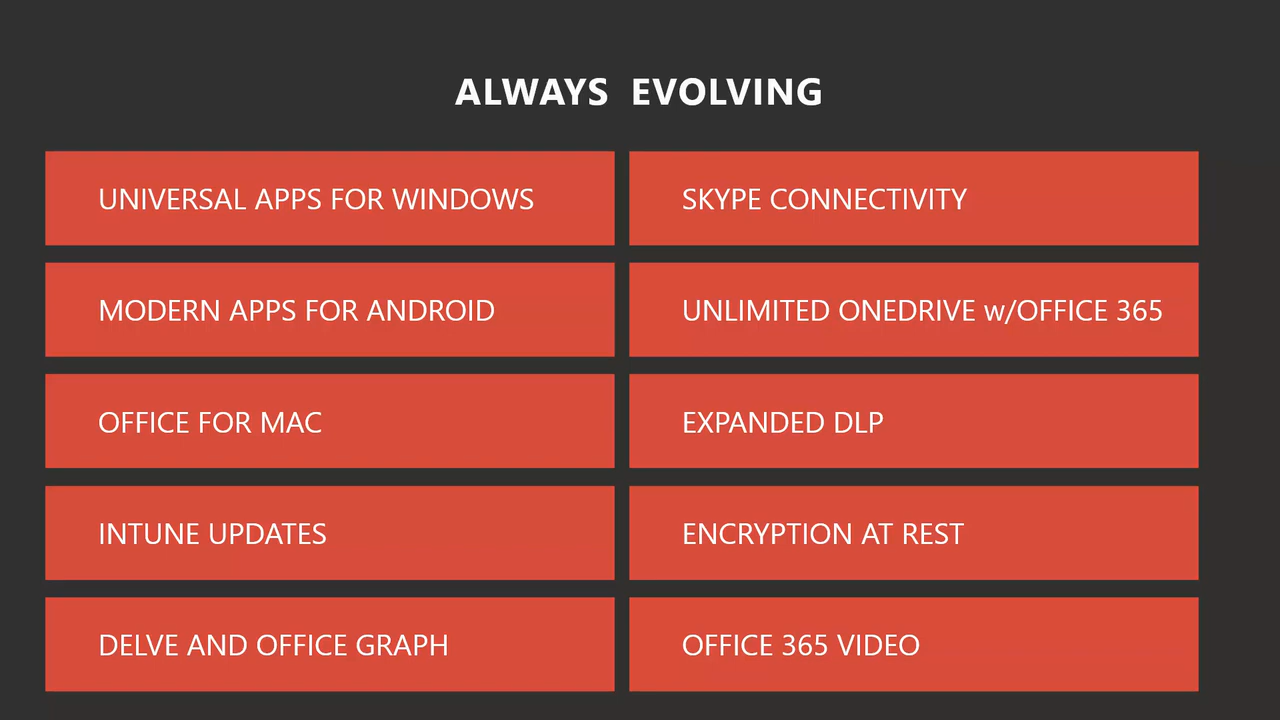 ALWAYS EVOLVING
UNIVERSAL APPS FOR WINDOWS
SKYPE CONNECTIVITY
MODERN APPS FOR ANDROID
UNLIMITED ONEDRIVE w/OFFICE 365
OFFICE FOR MAC
EXPANDED DLP
INTUNE UPDATES
ENCRYPTION AT REST
DELVE AND OFFICE GRAPH
OFFICE 365 VIDEO